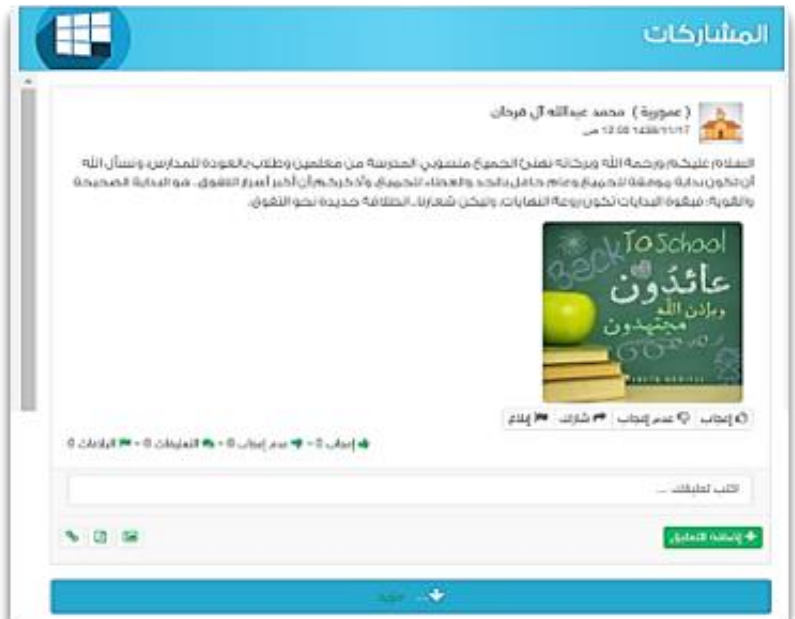 المشاركات
( عمورية ) محمد عبدالله آل فرحان
1438/11/17 12:08 ص
السلام عليكم ورحمة الله وبركاته نهنئ الجميع منسوبي المدرسة من معلمين وطلاب بالعودة للمدارس، ونسأل الله
أن تكون بداية موفقة للجميع وعام حافل بالجد والعطاء للجميع، وأذكركم أن أكبر أسرار التفوق.. هو البداية الصحيحة
والقوية؛ فبقوة البدايات تكون روعة النهايات، وليكن شعارنا.. انطلاقة جديدة نحو التفوق.
Back To School
عائدون
وبإذن الله
مجتهدون
إعجاب عدم إعجاب شارك إبلاغ
إعجاب 0 - عدم إعجاب 0 - التعليقات 0 - البلاغات 0
اكتب تعليقك ...
إضافة التعليق
مزيد ...